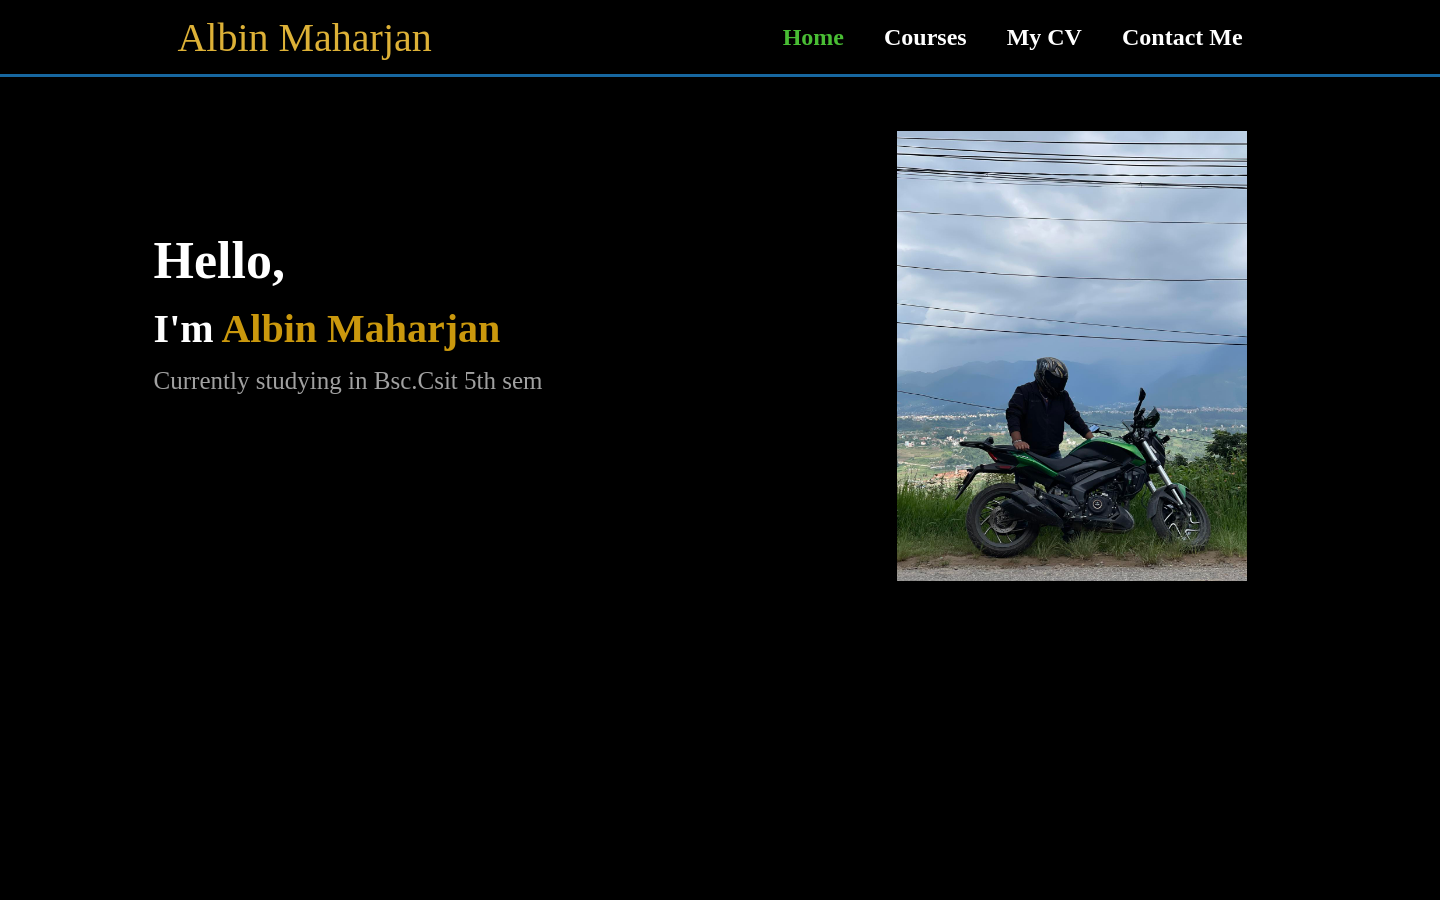 Albin Maharjan
Home Courses My CV Contact Me
Hello,
I'm Albin Maharjan
Currently studying in Bsc.Csit 5th sem